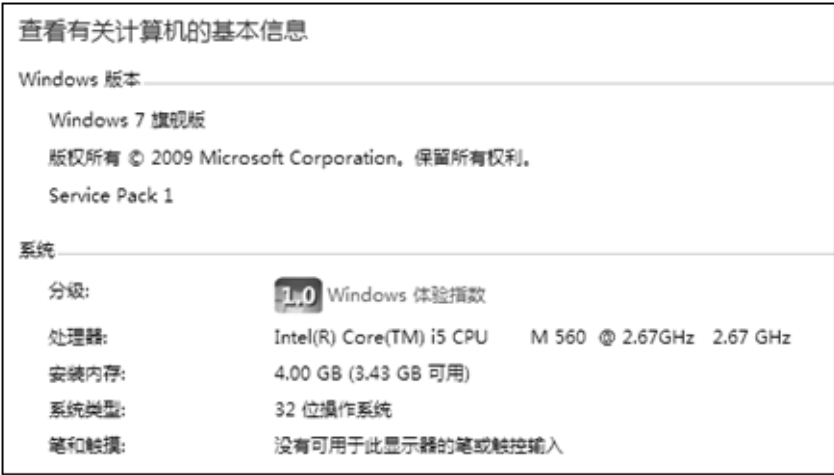 查看有关计算机的基本信息
Windows 版本
Windows 7 旗舰版
版权所有 © 2009 Microsoft Corporation。保留所有权利。
Service Pack 1
系统
分级: 1.0 Windows 体验指数
处理器: Intel(R) Core(TM) i5 CPU M 560 @ 2.67GHz 2.67 GHz
安装内存: 4.00 GB (3.43 GB 可用)
系统类型: 32 位操作系统
笔和触摸: 没有可用于此显示器的笔或触控输入